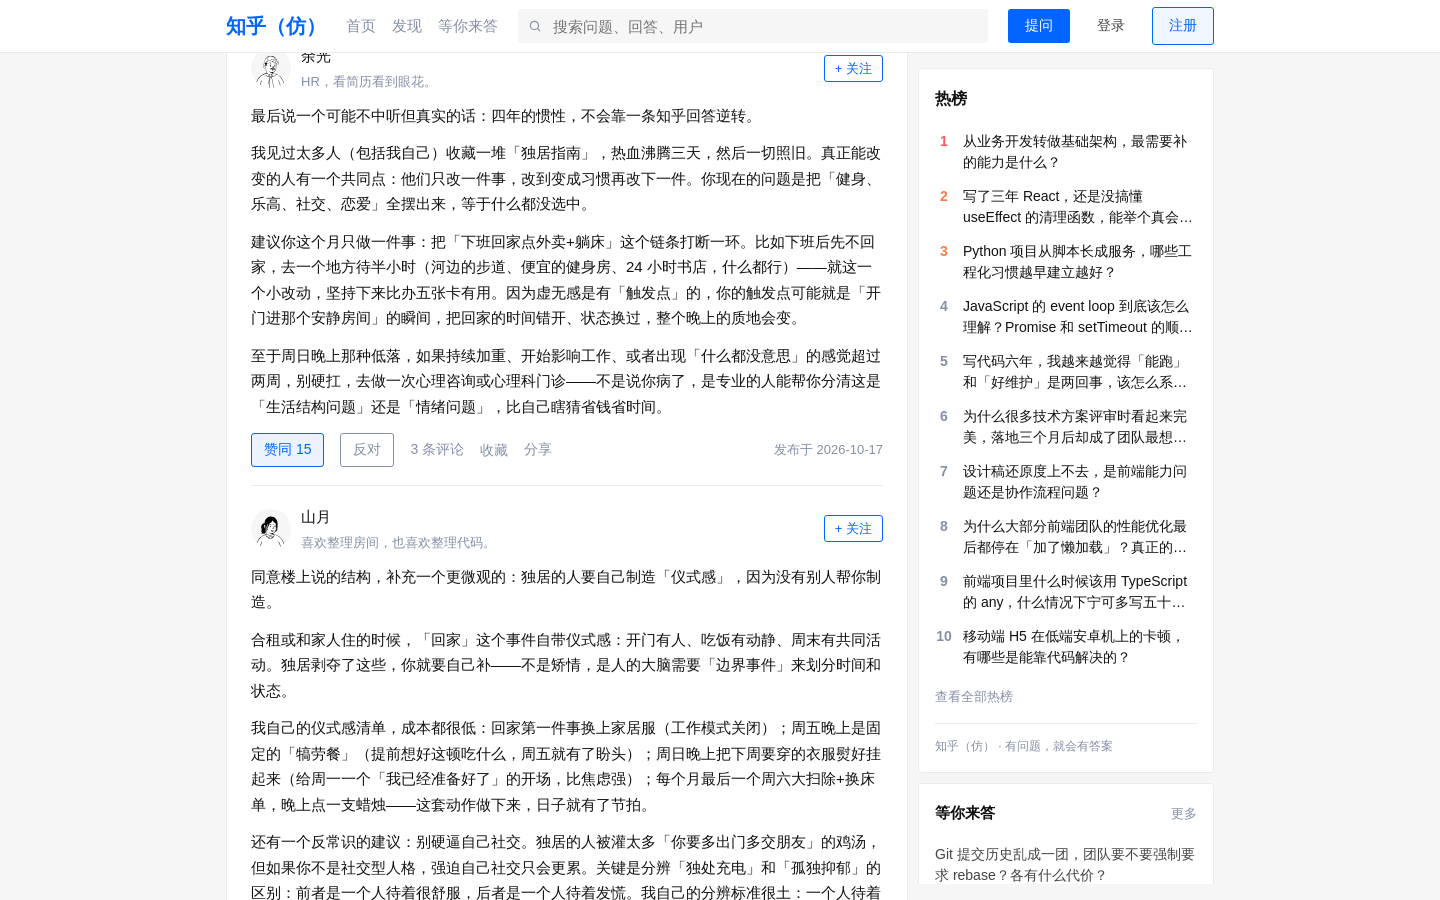 知乎（仿）
首页 发现 等你来答
搜索问题、回答、用户
提问
登录
注册
余光
HR，看简历看到眼花。
+ 关注
最后说一个可能不中听但真实的话：四年的惯性，不会靠一条知乎回答逆转。
我见过太多人（包括我自己）收藏一堆「独居指南」，热血沸腾三天，然后一切照旧。真正能改
变的人有一个共同点：他们只改一件事，改到变成习惯再改下一件。你现在的问题是把「健身、
乐高、社交、恋爱」全摆出来，等于什么都没选中。
建议你这个月只做一件事：把「下班回家点外卖+躺床」这个链条打断一环。比如下班后先不回
家，去一个地方待半小时（河边的步道、便宜的健身房、24 小时书店，什么都行）——就这一
个小改动，坚持下来比办五张卡有用。因为虚无感是有「触发点」的，你的触发点可能就是「开
门进那个安静房间」的瞬间，把回家的时间错开、状态换过，整个晚上的质地会变。
至于周日晚上那种低落，如果持续加重、开始影响工作、或者出现「什么都没意思」的感觉超过
两周，别硬扛，去做一次心理咨询或心理科门诊——不是说你病了，是专业的人能帮你分清这是
「生活结构问题」还是「情绪问题」，比自己瞎猜省钱省时间。
赞同 15
反对
3 条评论
收藏
分享
发布于 2026-10-17
山月
喜欢整理房间，也喜欢整理代码。
+ 关注
同意楼上说的结构，补充一个更微观的：独居的人要自己制造「仪式感」，因为没有别人帮你制
造。
合租或和家人住的时候，「回家」这个事件自带仪式感：开门有人、吃饭有动静、周末有共同活
动。独居剥夺了这些，你就要自己补——不是矫情，是人的大脑需要「边界事件」来划分时间和
状态。
我自己的仪式感清单，成本都很低：回家第一件事换上家居服（工作模式关闭）；周五晚上是固
定的「犒劳餐」（提前想好这顿吃什么，周五就有了盼头）；周日晚上把下周要穿的衣服熨好挂
起来（给周一一个「我已经准备好了」的开场，比焦虑强）；每个月最后一个周六大扫除+换床
单，晚上点一支蜡烛——这套动作做下来，日子就有了节拍。
还有一个反常识的建议：别硬逼自己社交。独居的人被灌太多「你要多出门多交朋友」的鸡汤，
但如果你不是社交型人格，强迫自己社交只会更累。关键是分辨「独处充电」和「孤独抑郁」的
区别：前者是一个人待着很舒服，后者是一个人待着发慌。我自己的分辨标准很土：一个人待着
热榜
1 从业务开发转做基础架构，最需要补
的能力是什么？
2 写了三年 React，还是没搞懂
useEffect 的清理函数，能举个真会…
3 Python 项目从脚本长成服务，哪些工
程化习惯越早建立越好？
4 JavaScript 的 event loop 到底该怎么
理解？Promise 和 setTimeout 的顺…
5 写代码六年，我越来越觉得「能跑」
和「好维护」是两回事，该怎么系…
6 为什么很多技术方案评审时看起来完
美，落地三个月后却成了团队最想…
7 设计稿还原度上不去，是前端能力问
题还是协作流程问题？
8 为什么大部分前端团队的性能优化最
后都停在「加了懒加载」？真正的…
9 前端项目里什么时候该用 TypeScript
的 any，什么情况下宁可多写五十…
10 移动端 H5 在低端安卓机上的卡顿，
有哪些是能靠代码解决的？
查看全部热榜
知乎（仿） · 有问题，就会有答案
等你来答
更多
Git 提交历史乱成一团，团队要不要强制要
求 rebase？各有什么代价？